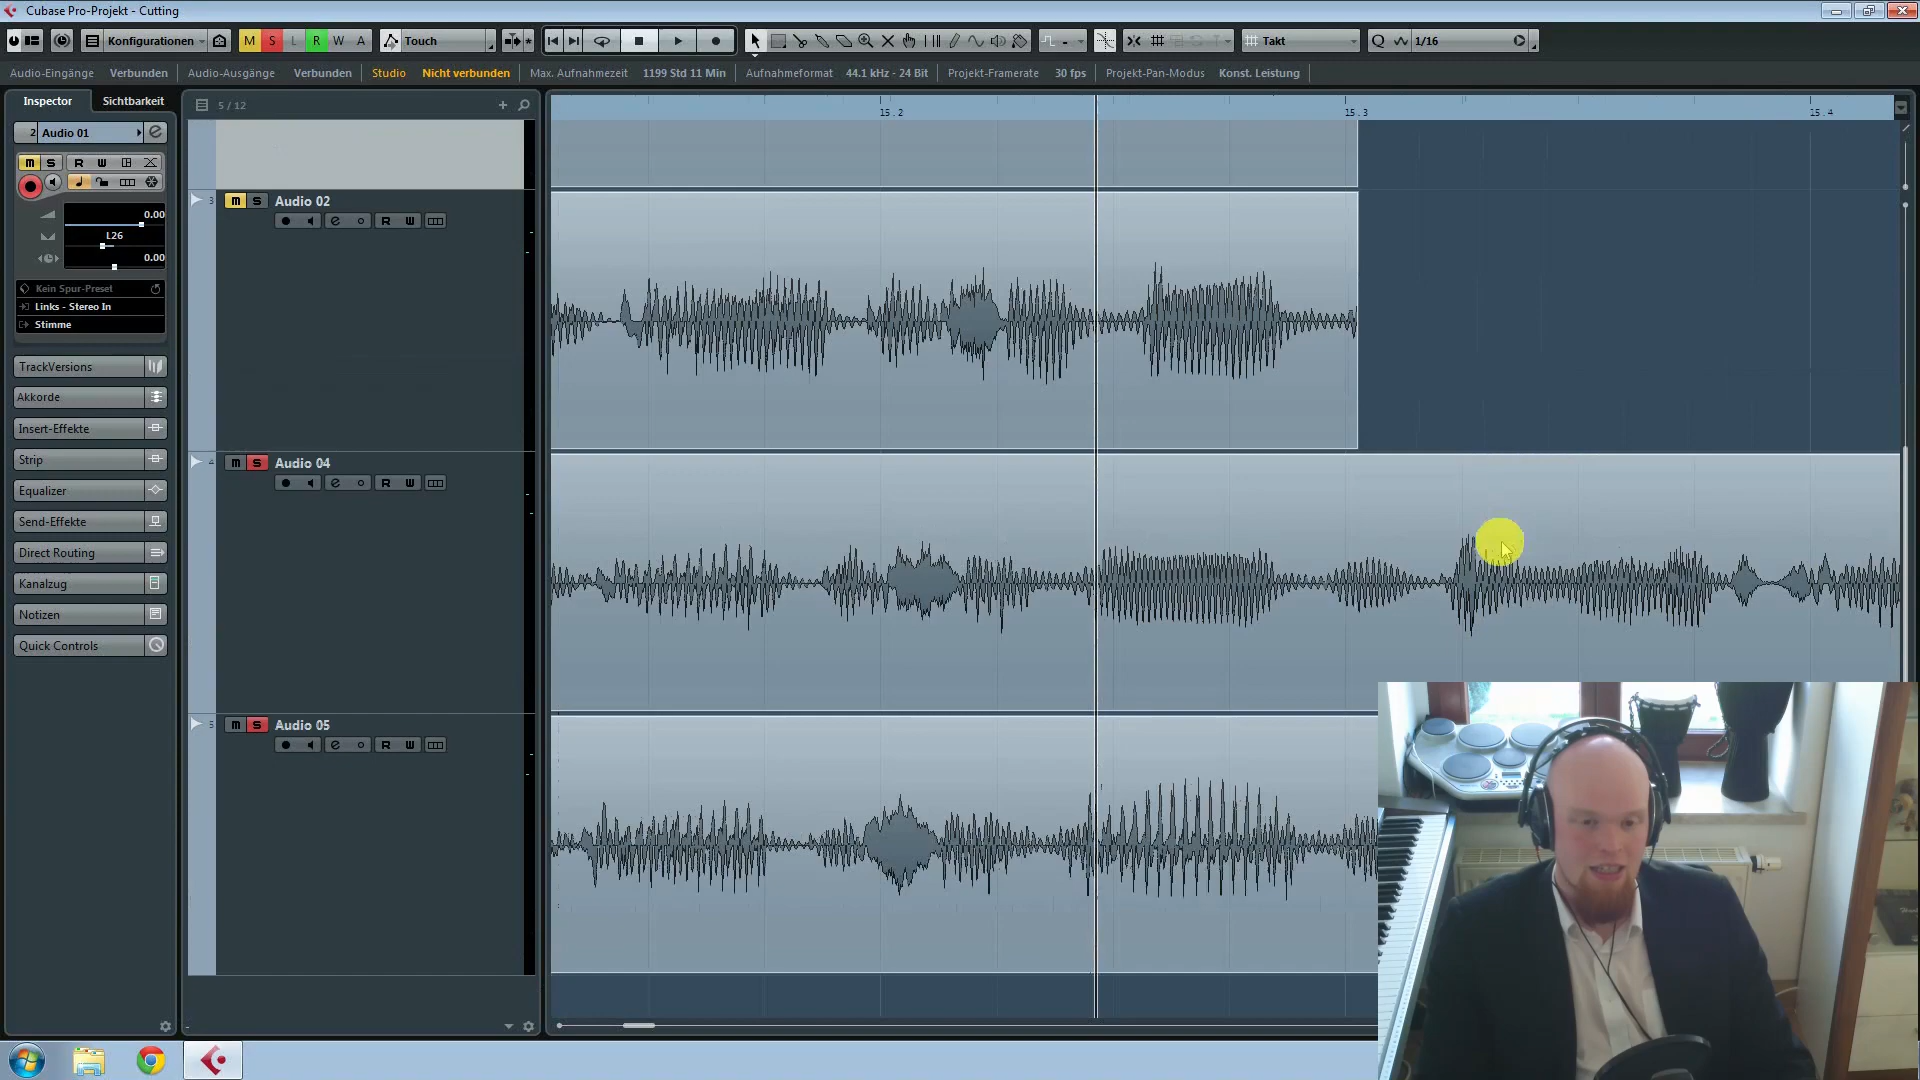 Cubase Pro-Projekt - Cutting
Konfigurationen M S L R W A Touch Takt Q 1/16
Audio-Eingänge Verbunden Audio-Ausgänge Verbunden Studio Nicht verbunden Max. Aufnahmezeit 1199 Std 11 Min Aufnahmeformat 44.1 kHz - 24 Bit Projekt-Framerate 30 fps Projekt-Pan-Modus Konst. Leistung
Inspector Sichtbarkeit 5 / 12
15.2 15.3 15.4
2 Audio 01 e
M S R W
0.00
L26
0.00
Kein Spur-Preset
Links - Stereo In
Stimme
TrackVersions
Akkorde
Insert-Effekte
Strip
Equalizer
Send-Effekte
Direct Routing
Kanalzug
Notizen
Quick Controls
3 m S Audio 02
e R W
4 m S Audio 04
e R W
5 m S Audio 05
e R W